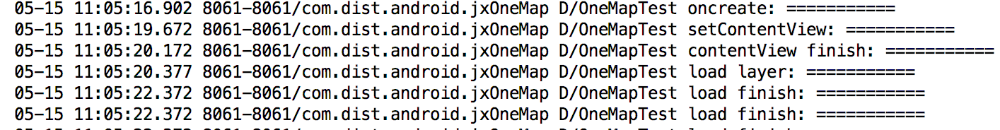 05-15 11:05:16.902 8061-8061/com.dist.android.jxOneMap D/OneMapTest oncreate: ===========
05-15 11:05:19.672 8061-8061/com.dist.android.jxOneMap D/OneMapTest setContentView: ===========
05-15 11:05:20.172 8061-8061/com.dist.android.jxOneMap D/OneMapTest contentView finish: ===========
05-15 11:05:20.377 8061-8061/com.dist.android.jxOneMap D/OneMapTest load layer: ===========
05-15 11:05:22.372 8061-8061/com.dist.android.jxOneMap D/OneMapTest load finish: ===========
05-15 11:05:22.372 8061-8061/com.dist.android.jxOneMap D/OneMapTest load finish: ===========